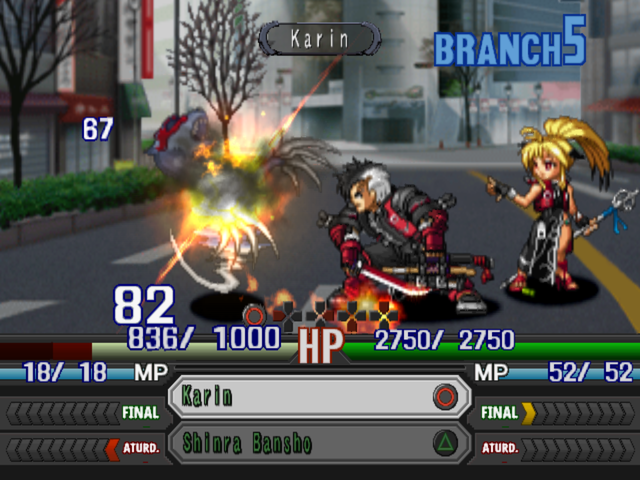 Karin
BRANCH5
67
82
836/ 1000
HP
2750/ 2750
18/ 18
MP
MP
52/ 52
FINAL
Karin
FINAL
ATURD.
Shinra Bansho
ATURD.